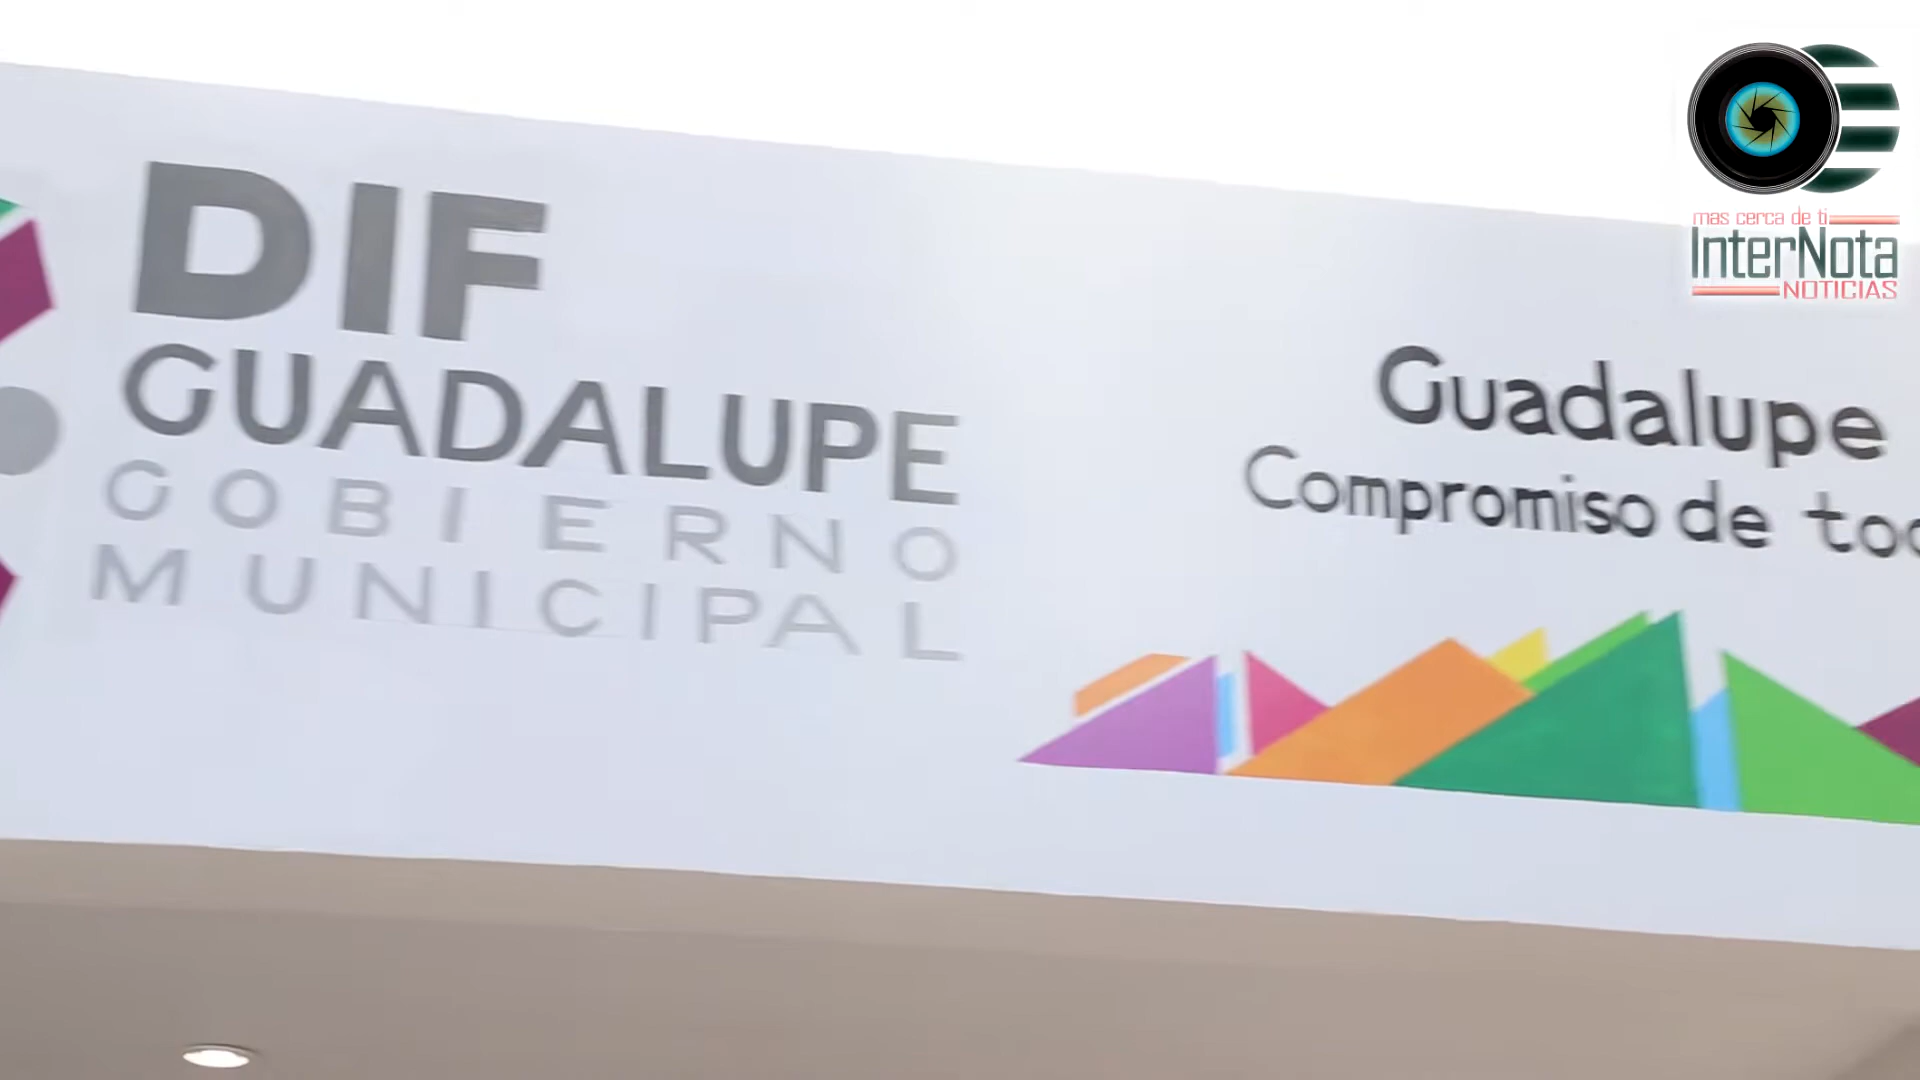 DIF
GUADALUPE
GOBIERNO
MUNICIPAL
Guadalupe
Compromiso de
mas cerca de ti
InterNota
NOTICIAS